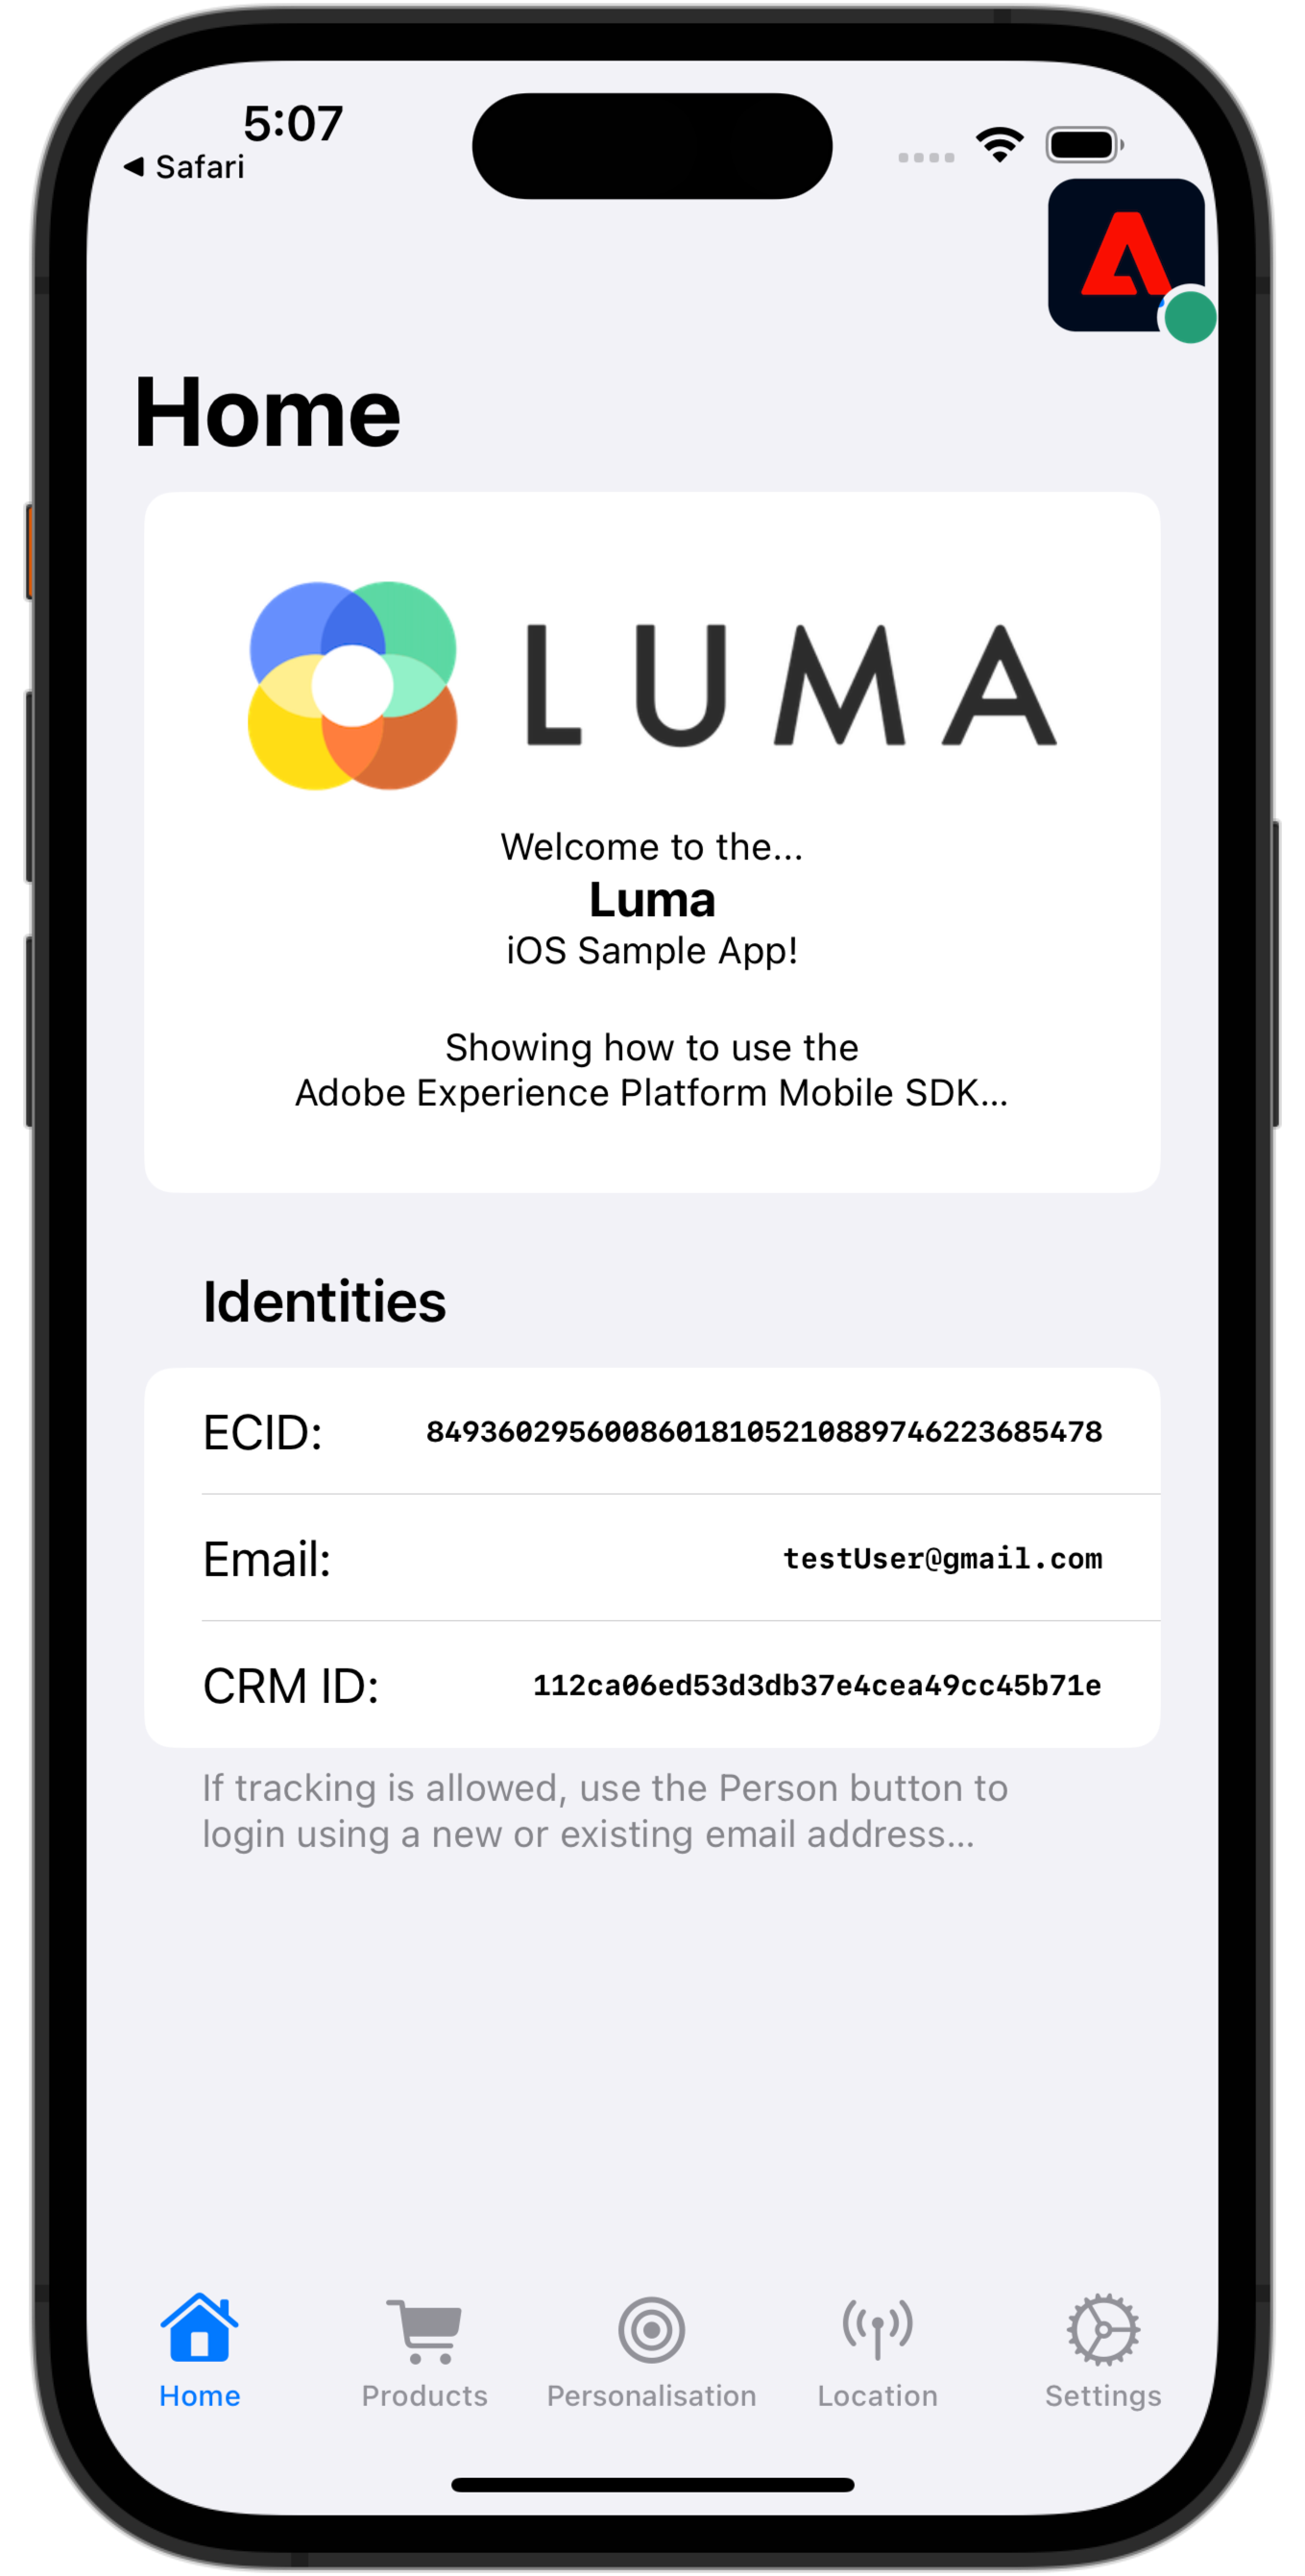 5:07
◀ Safari
Home
LUMA
Welcome to the...
Luma
iOS Sample App!
Showing how to use the
Adobe Experience Platform Mobile SDK...
Identities
ECID: 84936029560086018105210889746223685478
Email: testUser@gmail.com
CRM ID: 112ca06ed53d3db37e4cea49cc45b71e
If tracking is allowed, use the Person button to
login using a new or existing email address...
Home Products Personalisation Location Settings